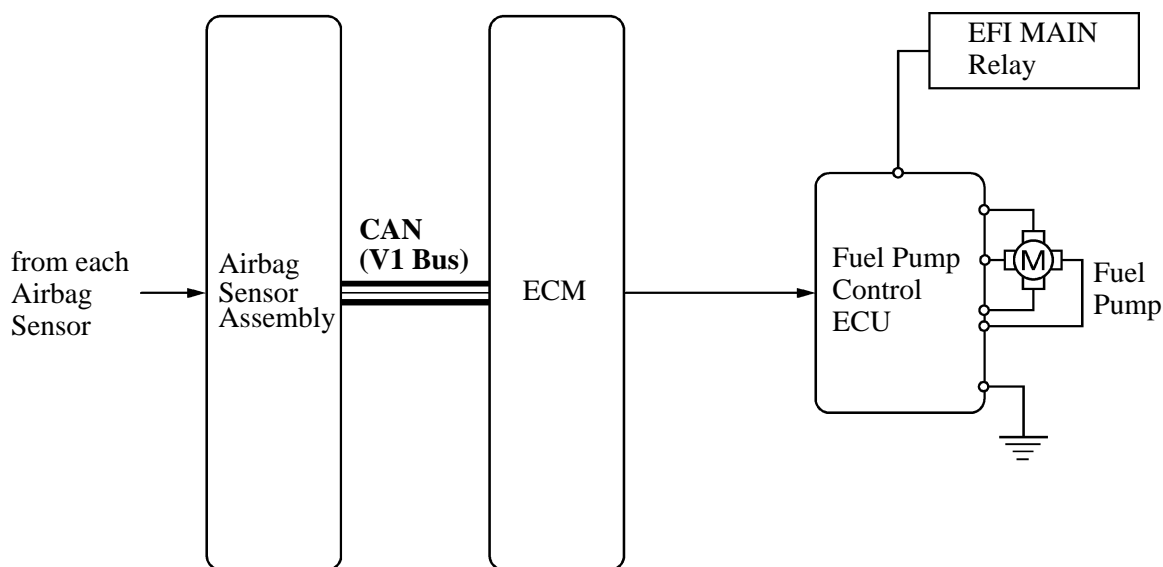 EFI MAIN
Relay
CAN
(V1 Bus)
from each
Airbag
Sensor
Airbag
Sensor
Assembly
ECM
Fuel Pump
Control
ECU
M
Fuel
Pump